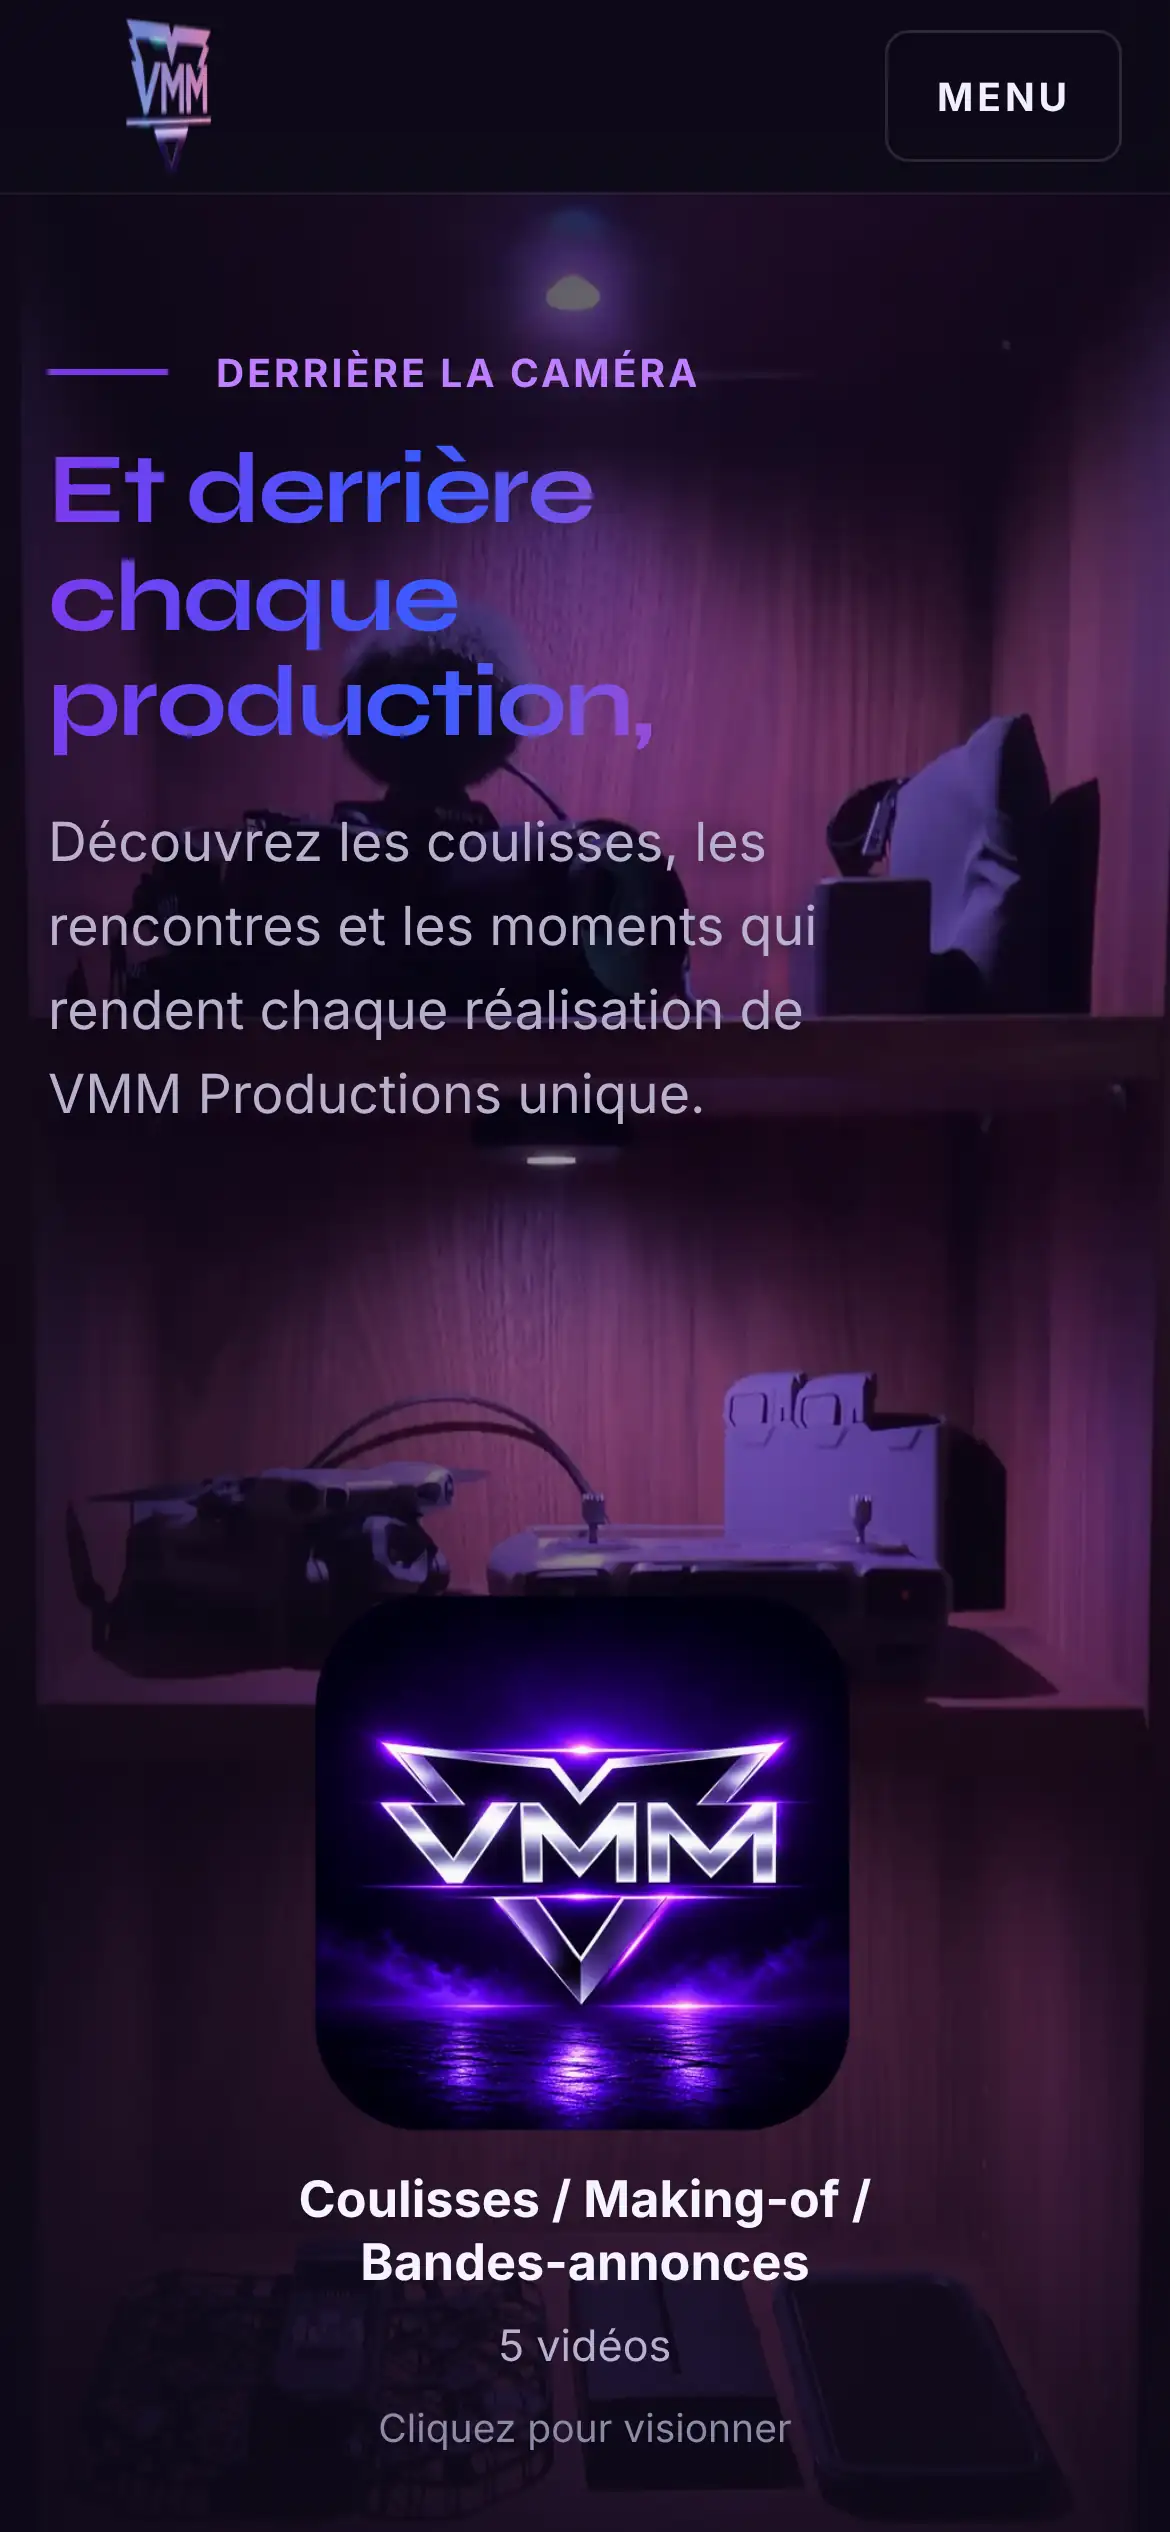 VMM
MENU
DERRIÈRE LA CAMÉRA
Et derrière
chaque
production,
Découvrez les coulisses, les
rencontres et les moments qui
rendent chaque réalisation de
VMM Productions unique.
VMM
Coulisses / Making-of /
Bandes-annonces
5 vidéos
Cliquez pour visionner